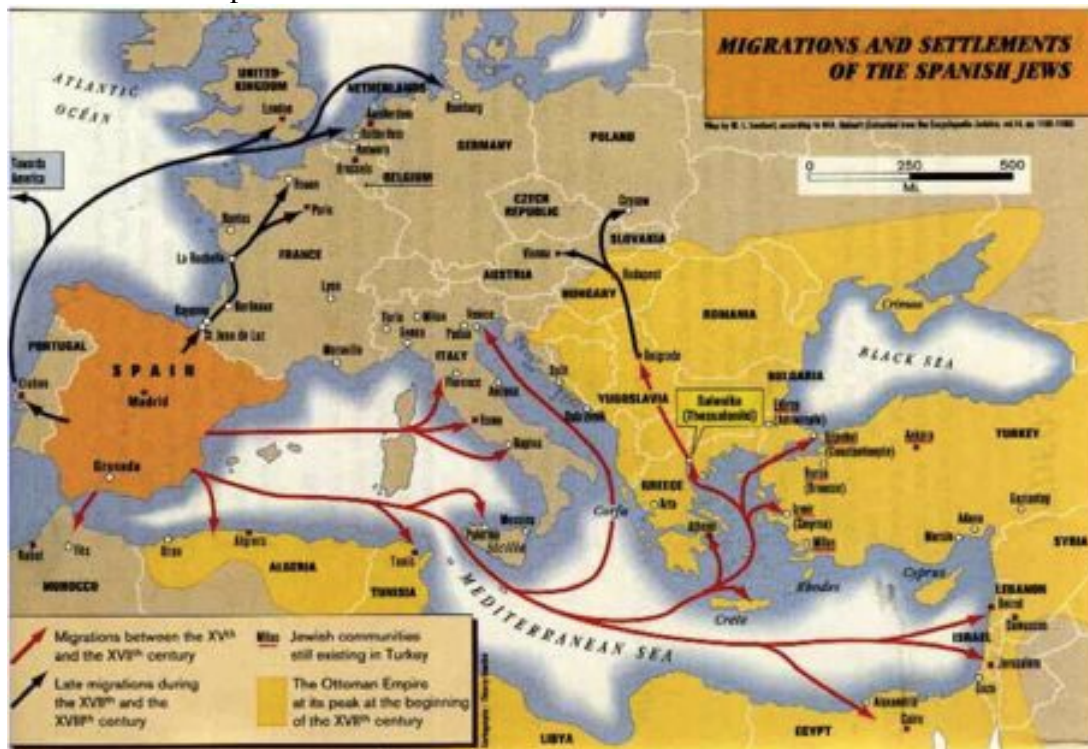 MIGRATIONS AND SETTLEMENTS
OF THE SPANISH JEWS
0 250 500
Mi.
ATLANTIC
OCÉAN
Towards
America
UNITED-
KINGDOM
London
NETHERLANDS
Amsterdam
Hamburg
Antwerp
Brussels
BELGIUM
GERMANY
POLAND
CZECH
REPUBLIC
Cracow
SLOVAKIA
Vienna
AUSTRIA
Budapest
HUNGARY
ROMANIA
Crimea
BLACK SEA
Rouen
Paris
Nantes
La Rochelle
FRANCE
Lyon
Bordeaux
Bayonne
St. Jean de Luz
Marseille
Turin
Milan
Genoa
Padua
Venice
ITALY
Florence
Ancona
Rome
Naples
Split
Dubrovnik
Belgrade
YUGOSLAVIA
BULGARIA
Salonika
(Thessaloniki)
Edirne
Istanbul
(Constantinople)
Ankara
TURKEY
Bursa
Izmir
(Smyrna)
Milas
Gaziantep
Adana
Mersin
SYRIA
GREECE
Arta
Athens
Corfu
Rhodes
Crete
Cyprus
LEBANON
Beirut
Damascus
ISRAEL
Jerusalem
Gaza
PORTUGAL
Lisbon
SPAIN
Madrid
Granada
Rabat
Fès
MOROCCO
Oran
Algiers
ALGERIA
Tunis
TUNISIA
Palermo
Messina
Sicilia
MEDITERRANEAN SEA
Alexandria
Cairo
EGYPT
LIBYA
Migrations between the XVth
and the XVIIth century
Late migrations during
the XVIIth and the
XVIIIth century
Milas Jewish communities
still existing in Turkey
The Ottoman Empire
at its peak at the beginning
of the XVIIth century